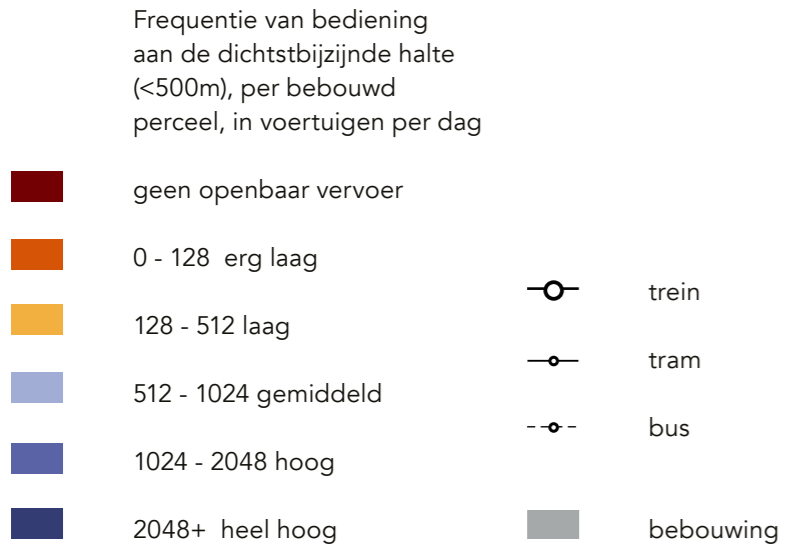 Frequentie van bediening
aan de dichtstbijzijnde halte
(<500m), per bebouwd
perceel, in voertuigen per dag
geen openbaar vervoer
0 - 128 erg laag
128 - 512 laag
512 - 1024 gemiddeld
1024 - 2048 hoog
2048+ heel hoog
trein
tram
bus
bebouwing